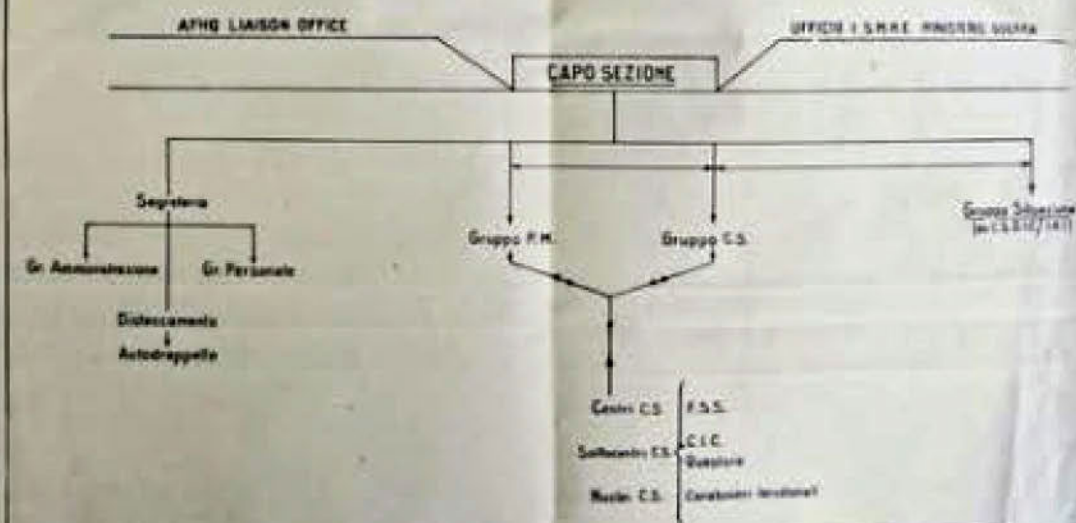 AFHQ LIAISON OFFICE
UFFICIO I S.M.R.E. MINISTERO GUERRA
CAPO SEZIONE
Segreteria
Gruppo P.M.
Gruppo C.S.
Gruppo Situazione
Gr. Amministrazione
Gr. Personale
Distaccamento
Autodrappello
Centri C.S.
F.S.S.
Sottocentri C.S.
C.I.C.
Questure
Nuclei C.S.
Carabinieri territoriali